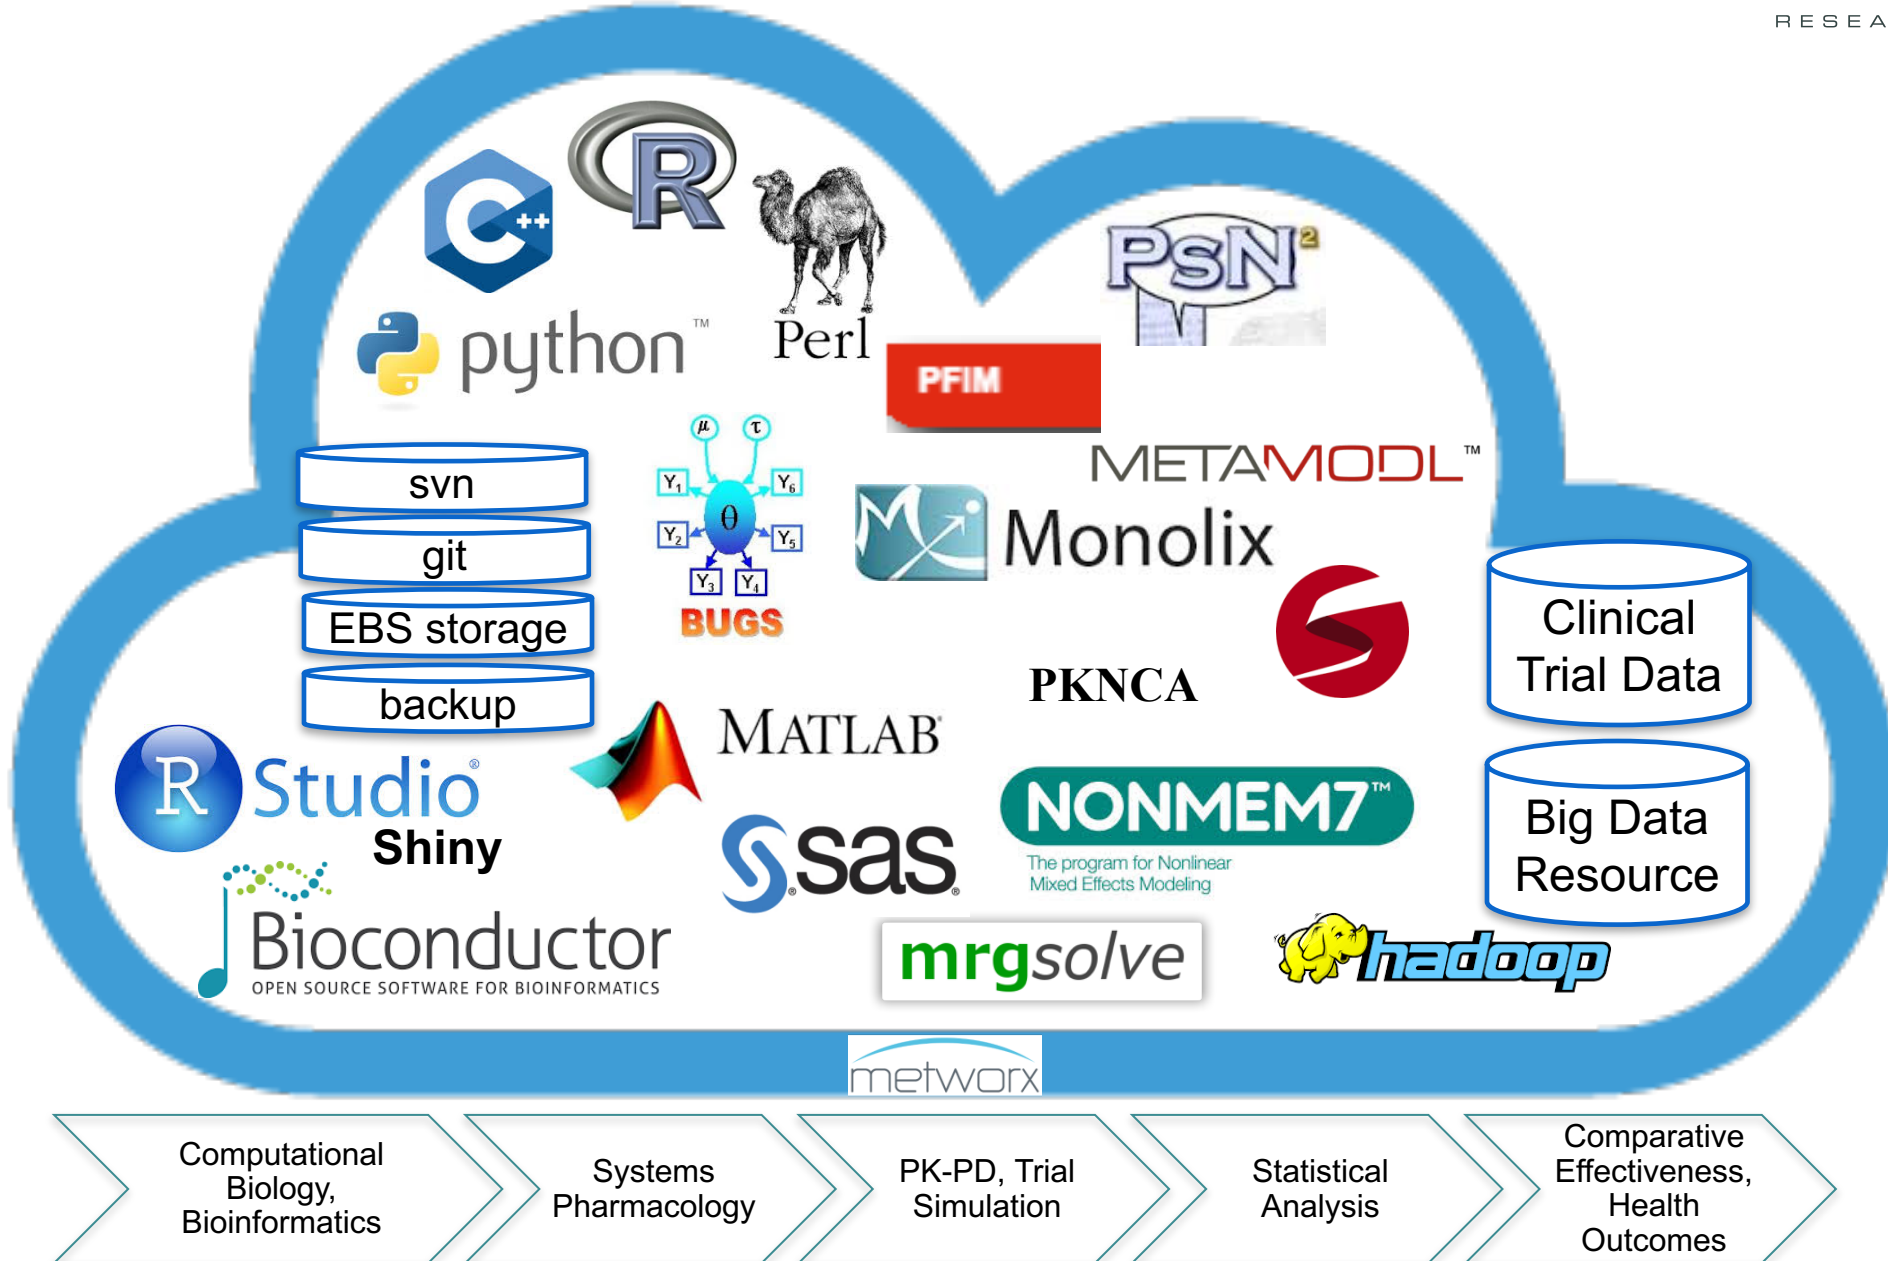 RESEA
R
C++
Perl
PsN²
python™
PFIM
μ τ
METAMODL™
svn
Y1 Y6
θ
Monolix
git
Y2 Y5
Y3 Y4
BUGS
EBS storage
Clinical
Trial Data
PKNCA
backup
MATLAB®
R Studio®
Shiny
NONMEM7™
The program for Nonlinear
Mixed Effects Modeling
Big Data
Resource
sas®
Bioconductor
OPEN SOURCE SOFTWARE FOR BIOINFORMATICS
mrgsolve
hadoop
metworx
Computational
Biology,
Bioinformatics
Systems
Pharmacology
PK-PD, Trial
Simulation
Statistical
Analysis
Comparative
Effectiveness,
Health
Outcomes